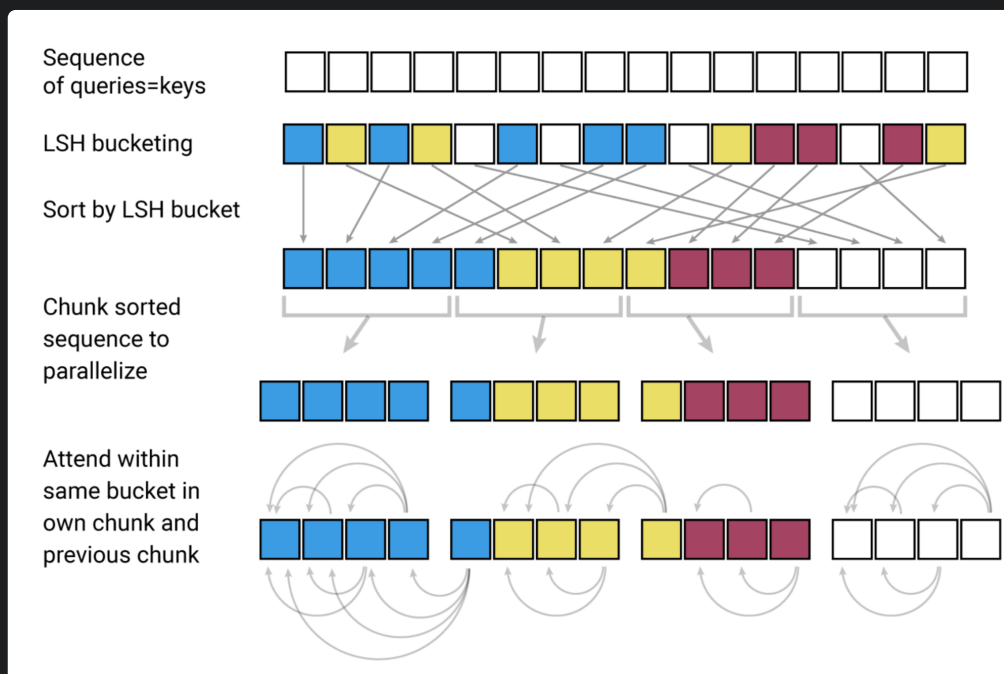 Sequence
of queries=keys
LSH bucketing
Sort by LSH bucket
Chunk sorted
sequence to
parallelize
Attend within
same bucket in
own chunk and
previous chunk